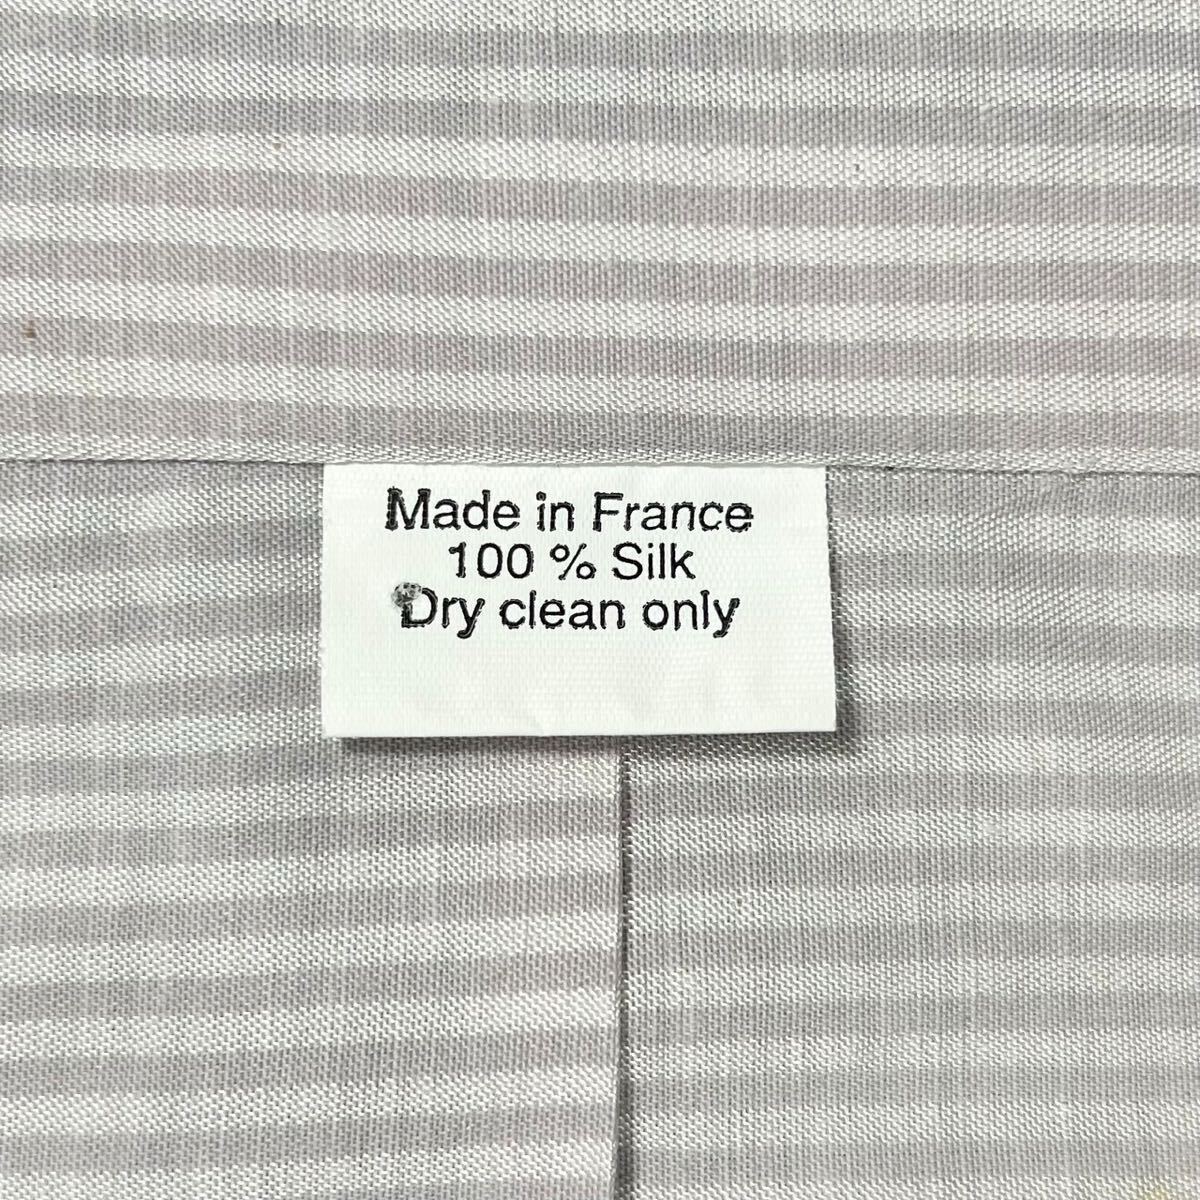 Made in France
100 % Silk
Dry clean only